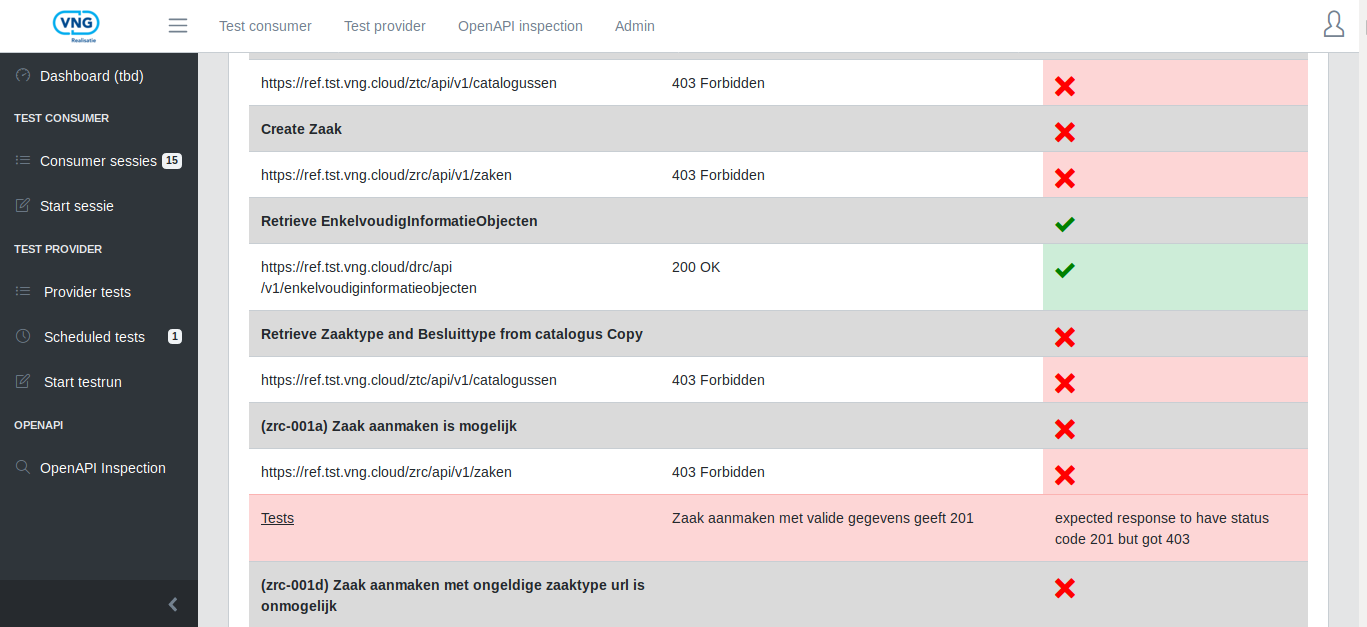 VNG
Realisatie
Test consumer
Test provider
OpenAPI inspection
Admin
Dashboard (tbd)
TEST CONSUMER
Consumer sessies 15
Start sessie
TEST PROVIDER
Provider tests
Scheduled tests 1
Start testrun
OPENAPI
OpenAPI Inspection
https://ref.tst.vng.cloud/ztc/api/v1/catalogussen 403 Forbidden
Create Zaak
https://ref.tst.vng.cloud/zrc/api/v1/zaken 403 Forbidden
Retrieve EnkelvoudigInformatieObjecten
https://ref.tst.vng.cloud/drc/api 200 OK
/v1/enkelvoudiginformatieobjecten
Retrieve Zaaktype and Besluittype from catalogus Copy
https://ref.tst.vng.cloud/ztc/api/v1/catalogussen 403 Forbidden
(zrc-001a) Zaak aanmaken is mogelijk
https://ref.tst.vng.cloud/zrc/api/v1/zaken 403 Forbidden
Tests Zaak aanmaken met valide gegevens geeft 201 expected response to have status
code 201 but got 403
(zrc-001d) Zaak aanmaken met ongeldige zaaktype url is
onmogelijk